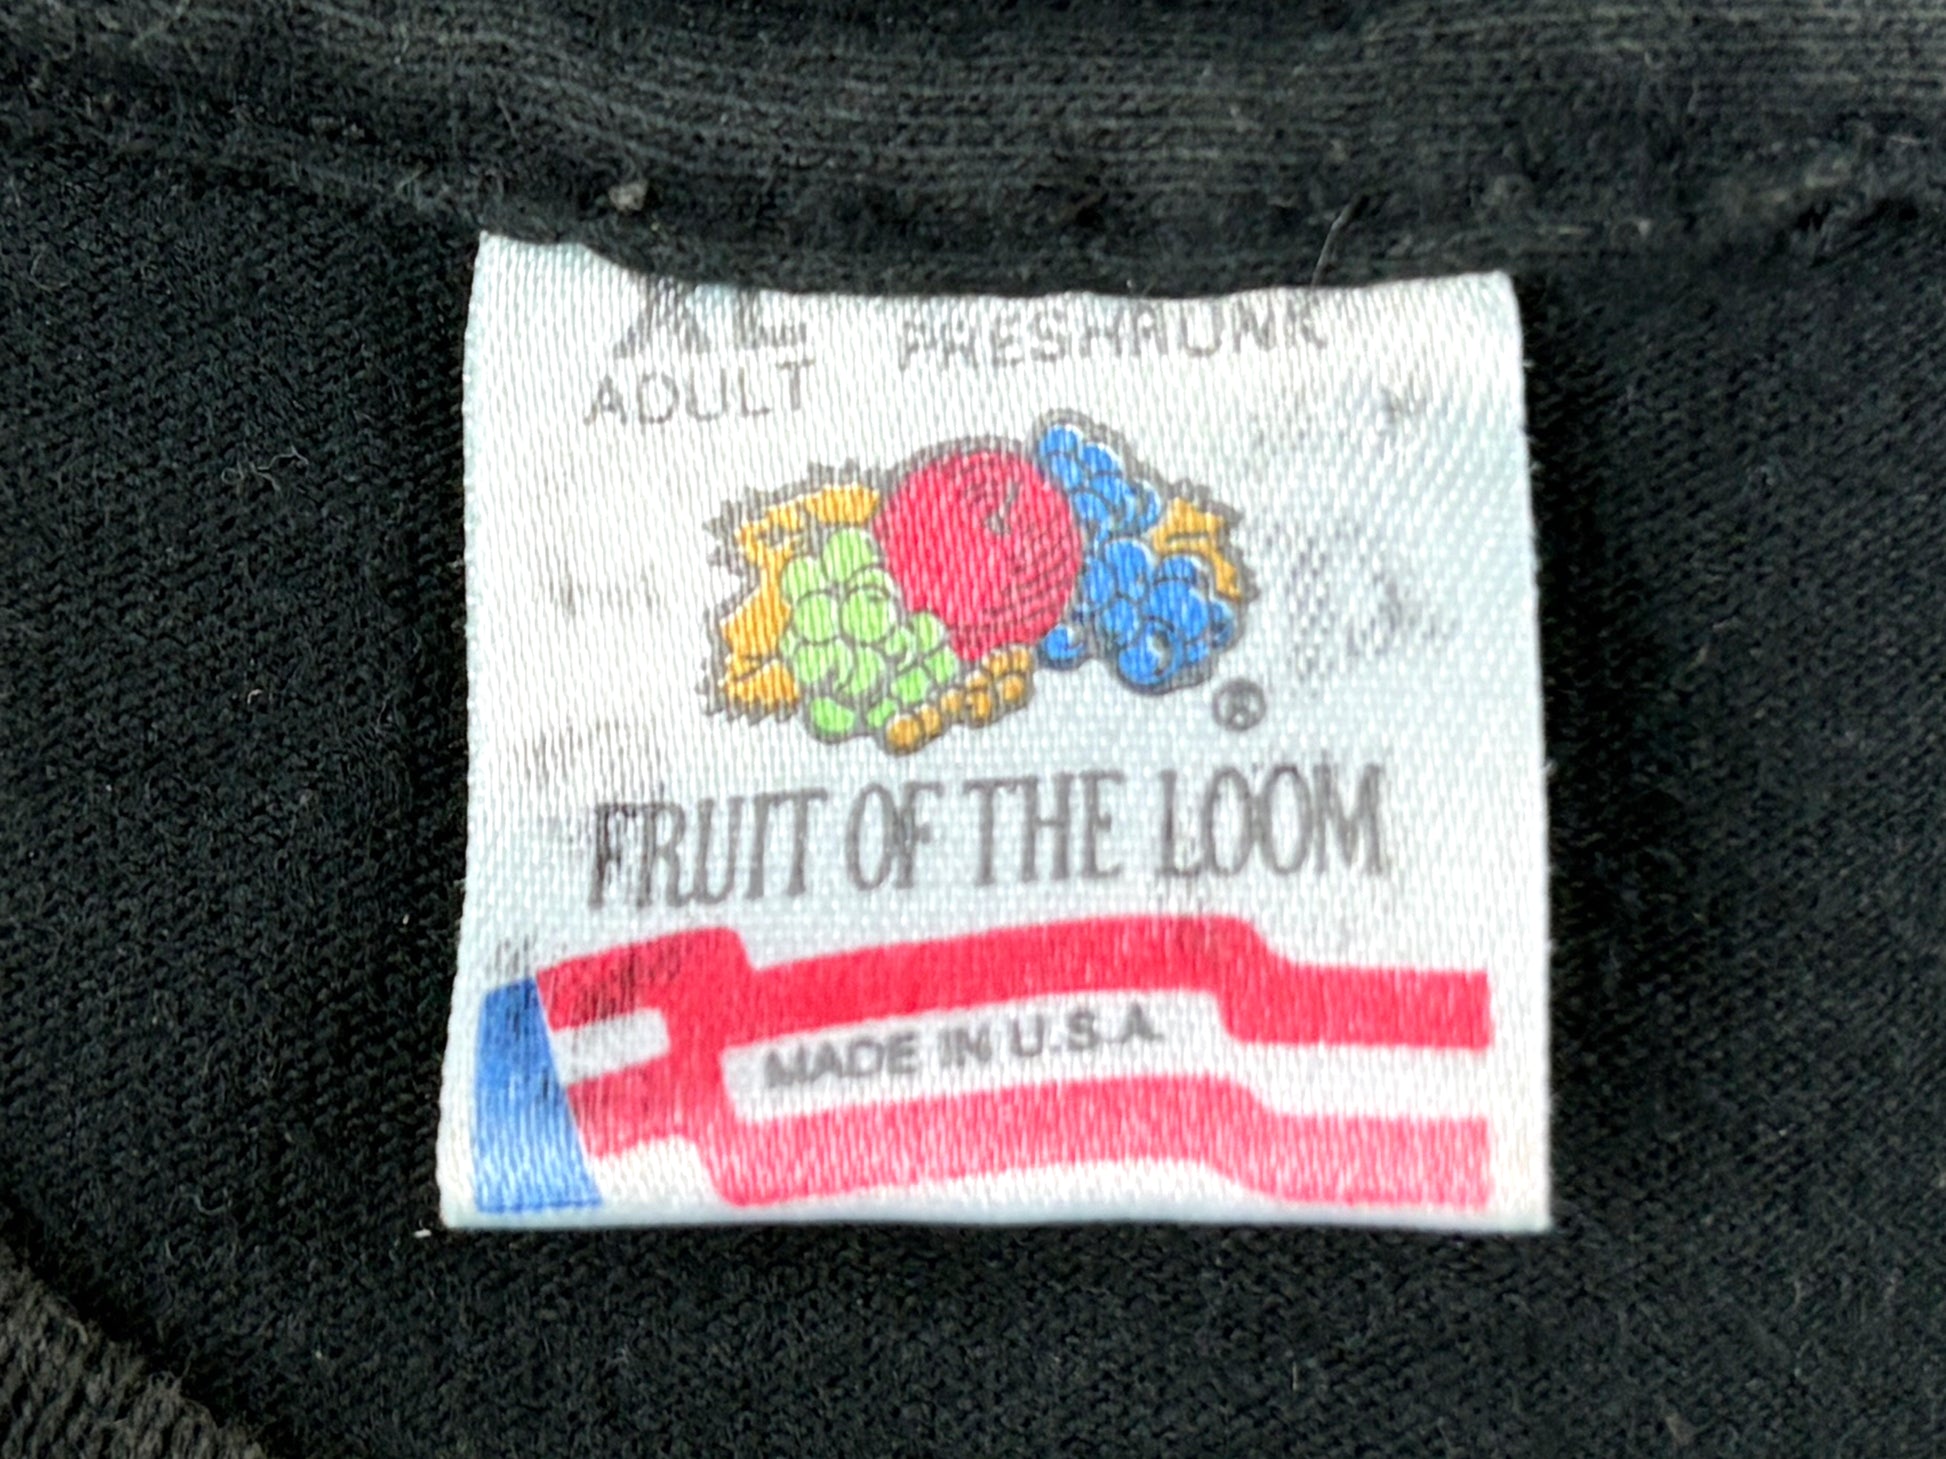 XL PRESHRUNK
ADULT
®
FRUIT OF THE LOOM
MADE IN U.S.A.